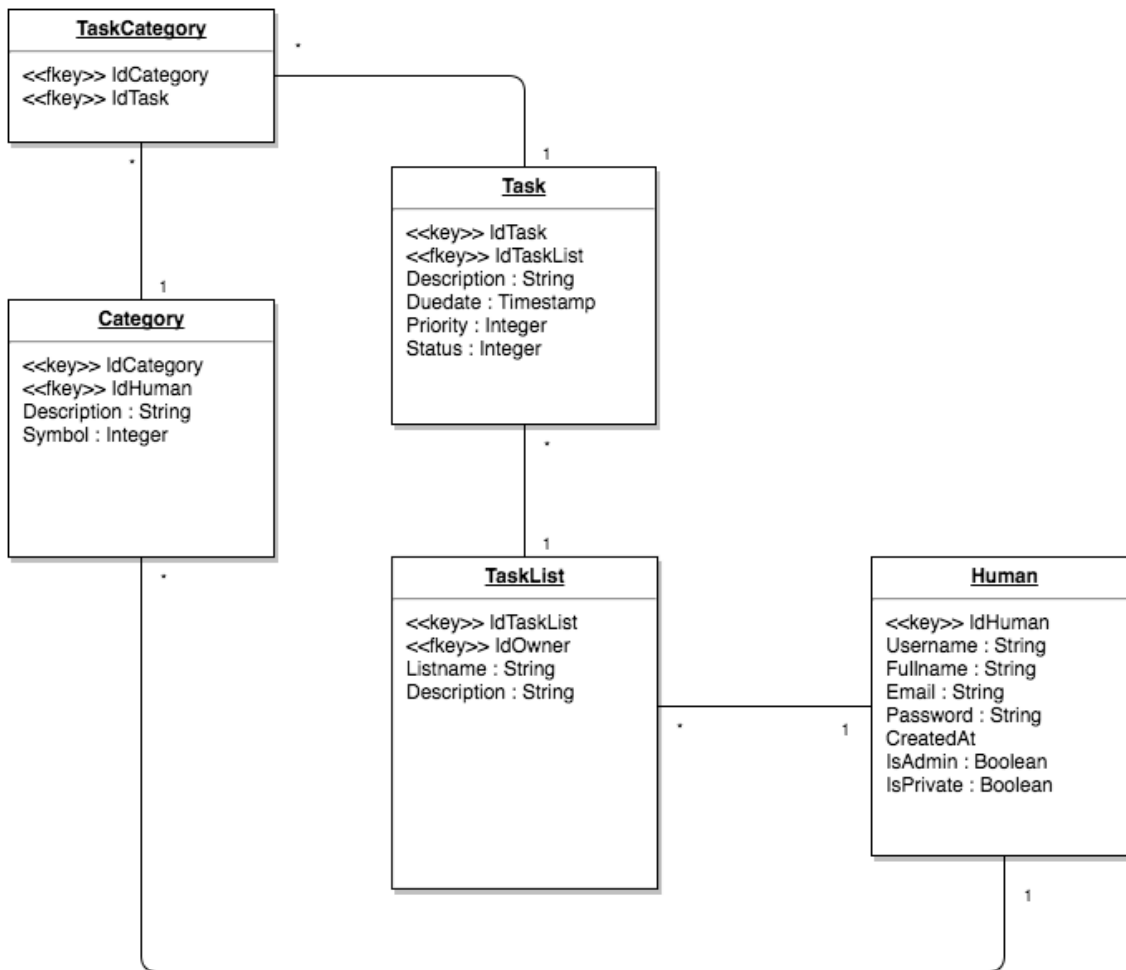 TaskCategory
<<fkey>> IdCategory
<<fkey>> IdTask
*
*
1
Task
<<key>> IdTask
<<fkey>> IdTaskList
Description : String
Duedate : Timestamp
Priority : Integer
Status : Integer
1
Category
<<key>> IdCategory
<<fkey>> IdHuman
Description : String
Symbol : Integer
*
*
1
TaskList
<<key>> IdTaskList
<<fkey>> IdOwner
Listname : String
Description : String
*
1
Human
<<key>> IdHuman
Username : String
Fullname : String
Email : String
Password : String
CreatedAt
IsAdmin : Boolean
IsPrivate : Boolean
1